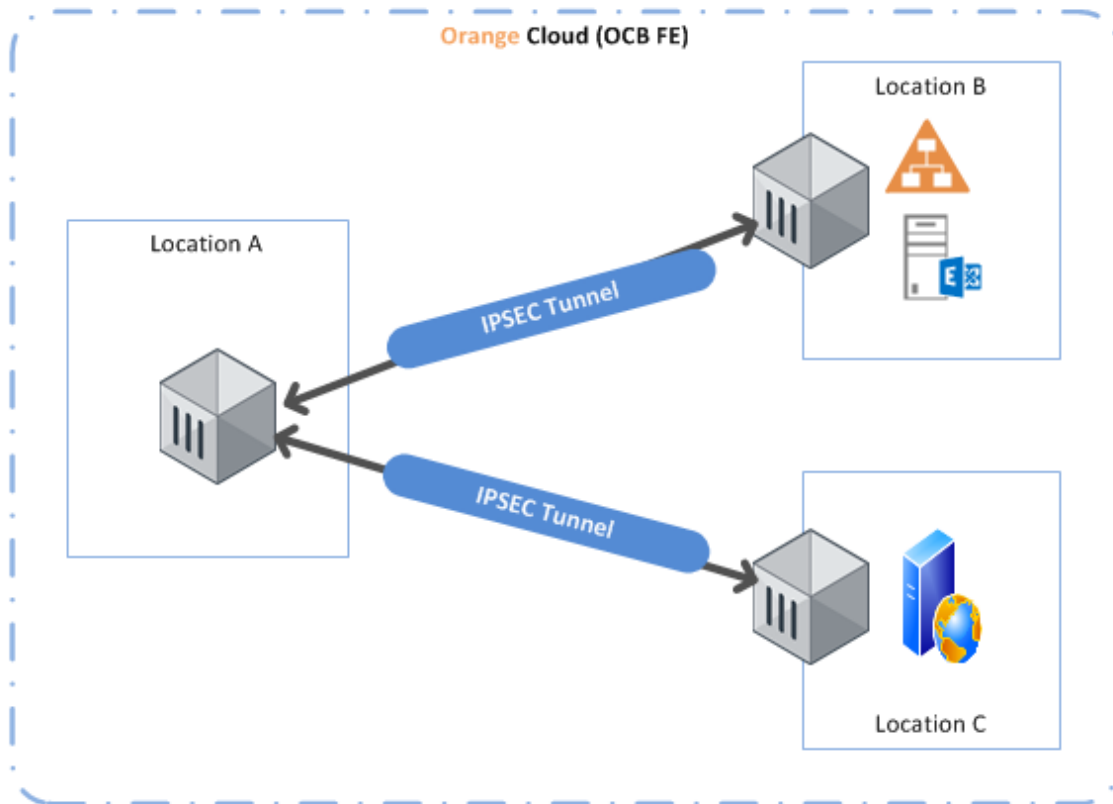 Orange Cloud (OCB FE)
Location B
E
Location A
IPSEC Tunnel
IPSEC Tunnel
Location C